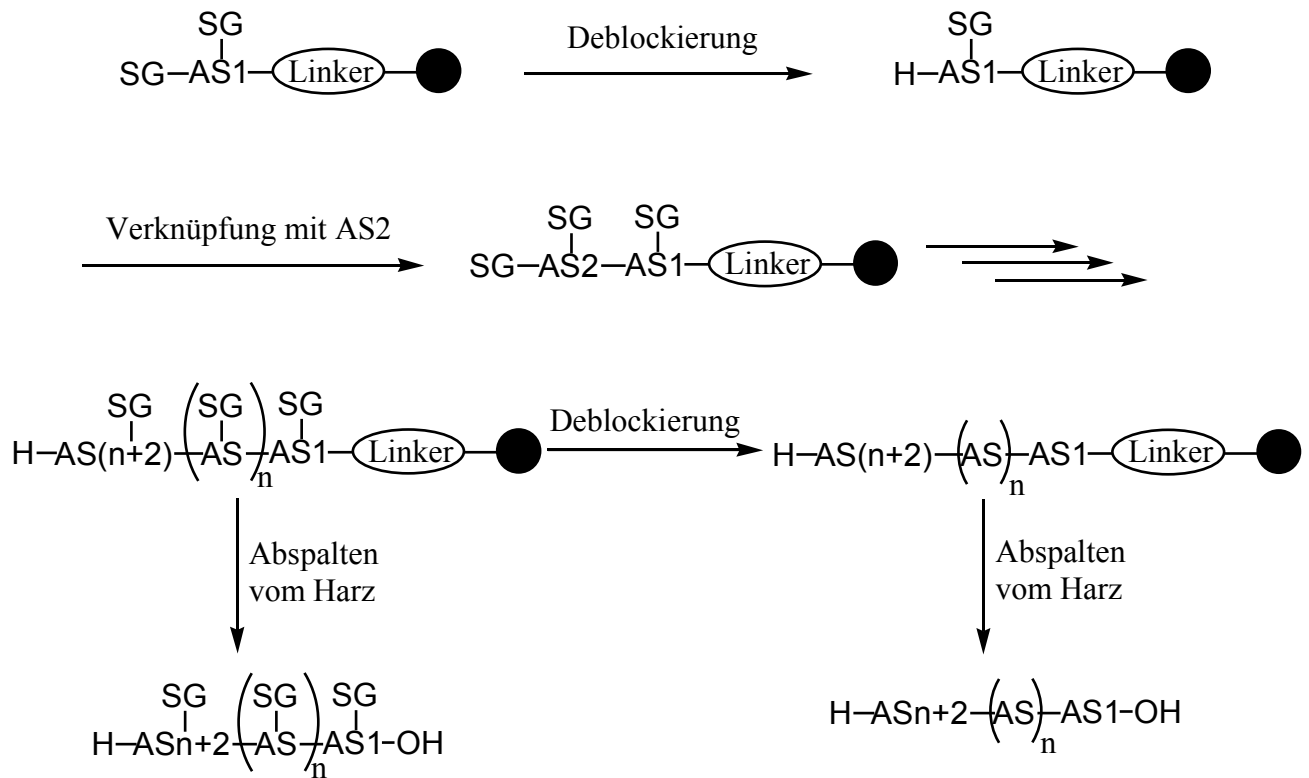 SG SG
SG–AS1– Linker Deblockierung H–AS1– Linker
Verknüpfung mit AS2
SG SG
SG–AS2–AS1– Linker
SG SG SG
H–AS(n+2)–(AS)n–AS1– Linker Deblockierung H–AS(n+2)–(AS)n–AS1– Linker
Abspalten
vom Harz
Abspalten
vom Harz
SG SG SG
H–ASn+2–(AS)n–AS1–OH
H–ASn+2–(AS)n–AS1–OH